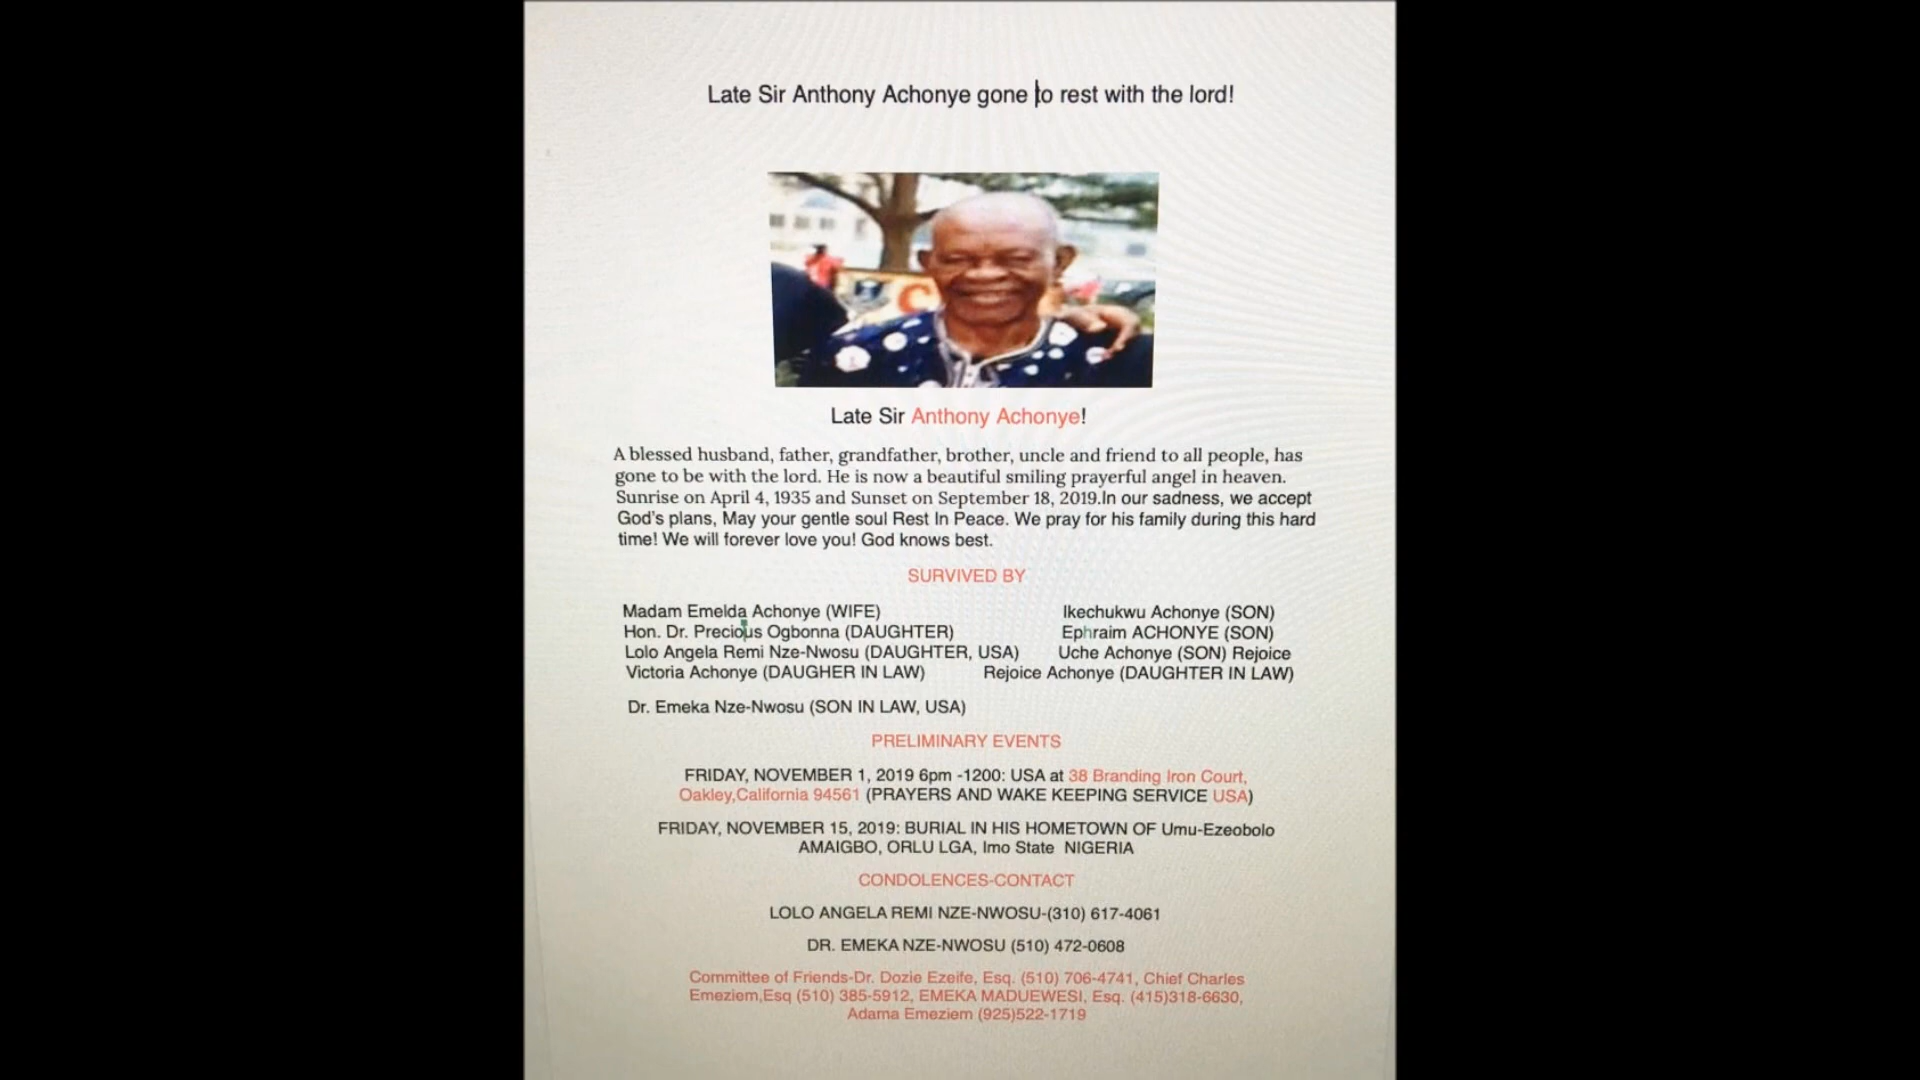 Late Sir Anthony Achonye gone to rest with the lord!
C
Late Sir Anthony Achonye!
A blessed husband, father, grandfather, brother, uncle and friend to all people, has
gone to be with the lord. He is now a beautiful smiling prayerful angel in heaven.
Sunrise on April 4, 1935 and Sunset on September 18, 2019.In our sadness, we accept
God's plans, May your gentle soul Rest In Peace. We pray for his family during this hard
time! We will forever love you! God knows best.
SURVIVED BY
Madam Emelda Achonye (WIFE) Ikechukwu Achonye (SON)
Hon. Dr. Precious Ogbonna (DAUGHTER) Ephraim ACHONYE (SON)
Lolo Angela Remi Nze-Nwosu (DAUGHTER, USA) Uche Achonye (SON) Rejoice
Victoria Achonye (DAUGHER IN LAW) Rejoice Achonye (DAUGHTER IN LAW)
Dr. Emeka Nze-Nwosu (SON IN LAW, USA)
PRELIMINARY EVENTS
FRIDAY, NOVEMBER 1, 2019 6pm -1200: USA at 38 Branding Iron Court,
Oakley,California 94561 (PRAYERS AND WAKE KEEPING SERVICE USA)
FRIDAY, NOVEMBER 15, 2019: BURIAL IN HIS HOMETOWN OF Umu-Ezeobolo
AMAIGBO, ORLU LGA, Imo State NIGERIA
CONDOLENCES-CONTACT
LOLO ANGELA REMI NZE-NWOSU-(310) 617-4061
DR. EMEKA NZE-NWOSU (510) 472-0608
Committee of Friends-Dr. Dozie Ezeife, Esq. (510) 706-4741, Chief Charles
Emeziem,Esq (510) 385-5912, EMEKA MADUEWESI, Esq. (415)318-6630,
Adama Emeziem (925)522-1719